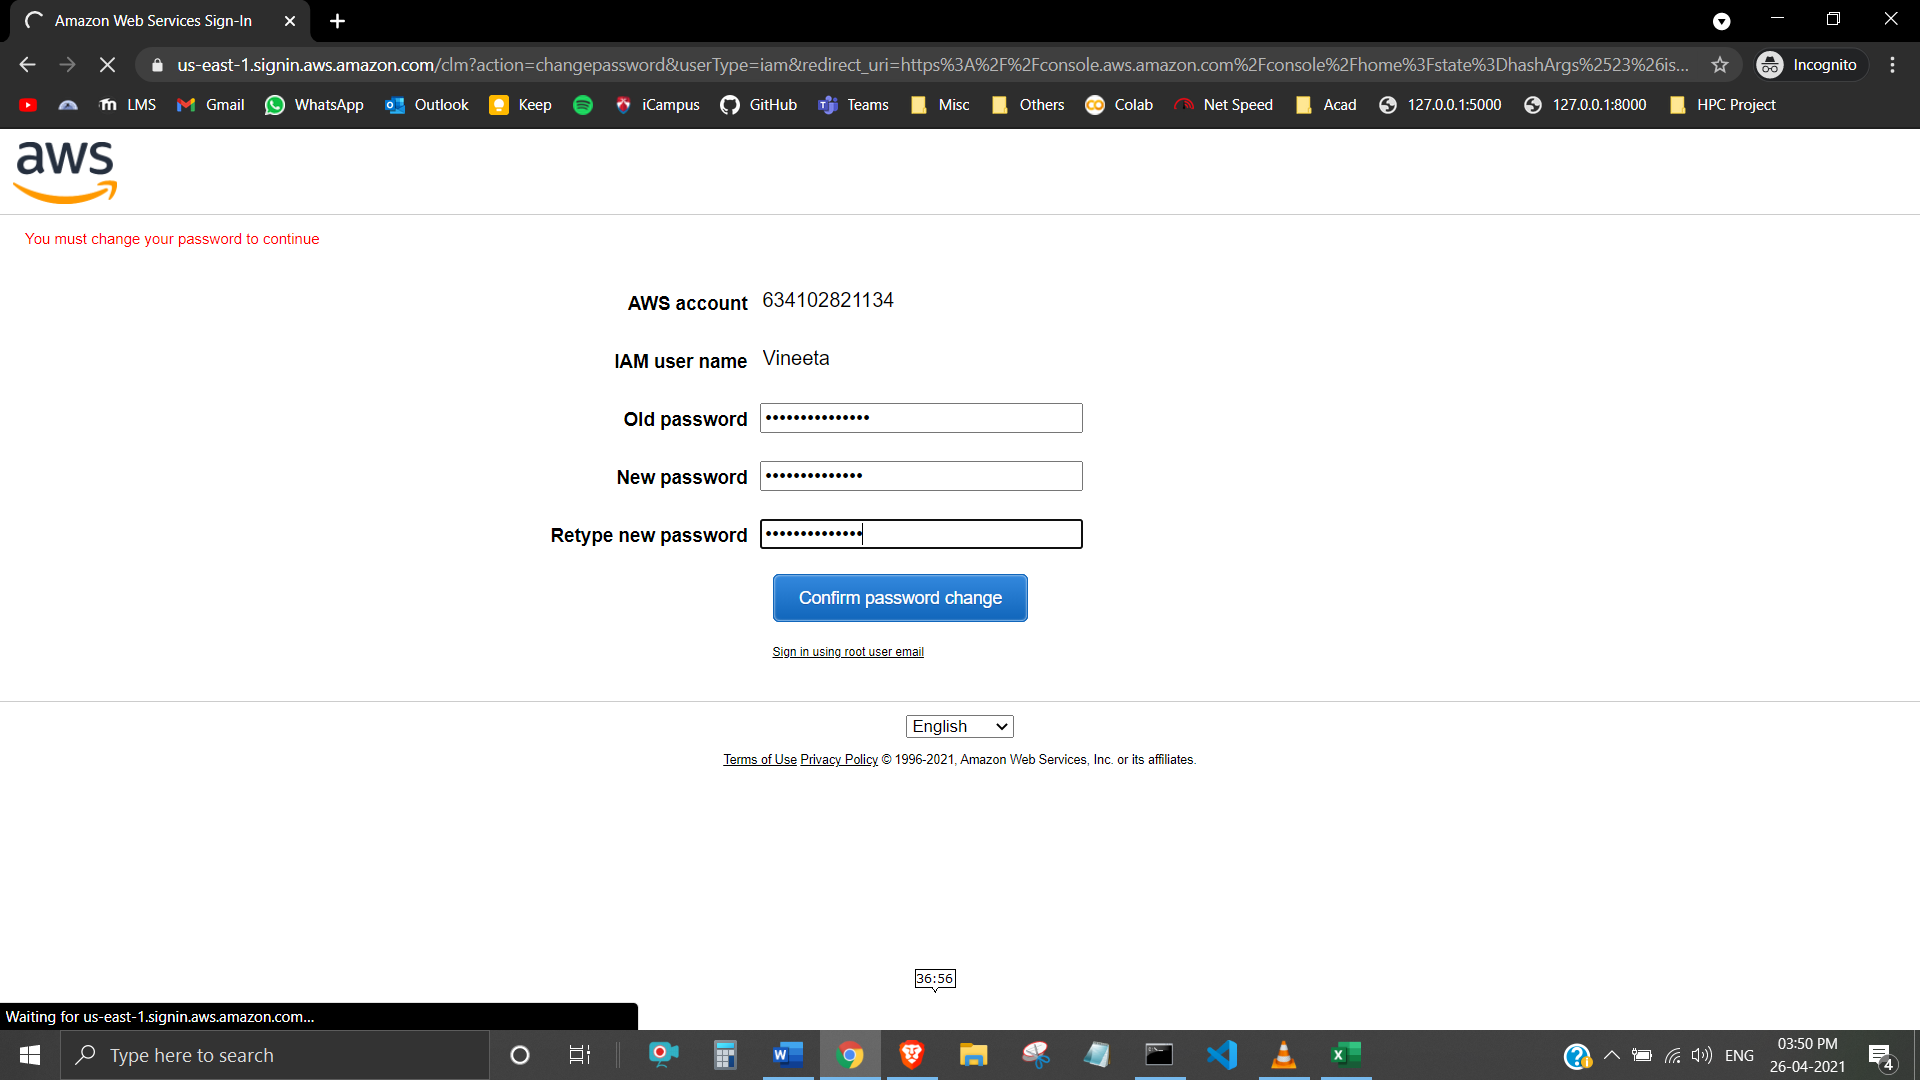 Amazon Web Services Sign-In
us-east-1.signin.aws.amazon.com/clm?action=changepassword&userType=iam&redirect_uri=https%3A%2F%2Fconsole.aws.amazon.com%2Fconsole%2Fhome%3Fstate%3DhashArgs%2523%26is...
Incognito
LMS Gmail WhatsApp Outlook Keep iCampus GitHub Teams Misc Others Colab Net Speed Acad 127.0.0.1:5000 127.0.0.1:8000 HPC Project
aws
You must change your password to continue
AWS account 634102821134
IAM user name Vineeta
Old password
New password
Retype new password
Confirm password change
Sign in using root user email
English
Terms of Use Privacy Policy © 1996-2021, Amazon Web Services, Inc. or its affiliates.
36:56
Waiting for us-east-1.signin.aws.amazon.com...
Type here to search
ENG
03:50 PM
26-04-2021
4